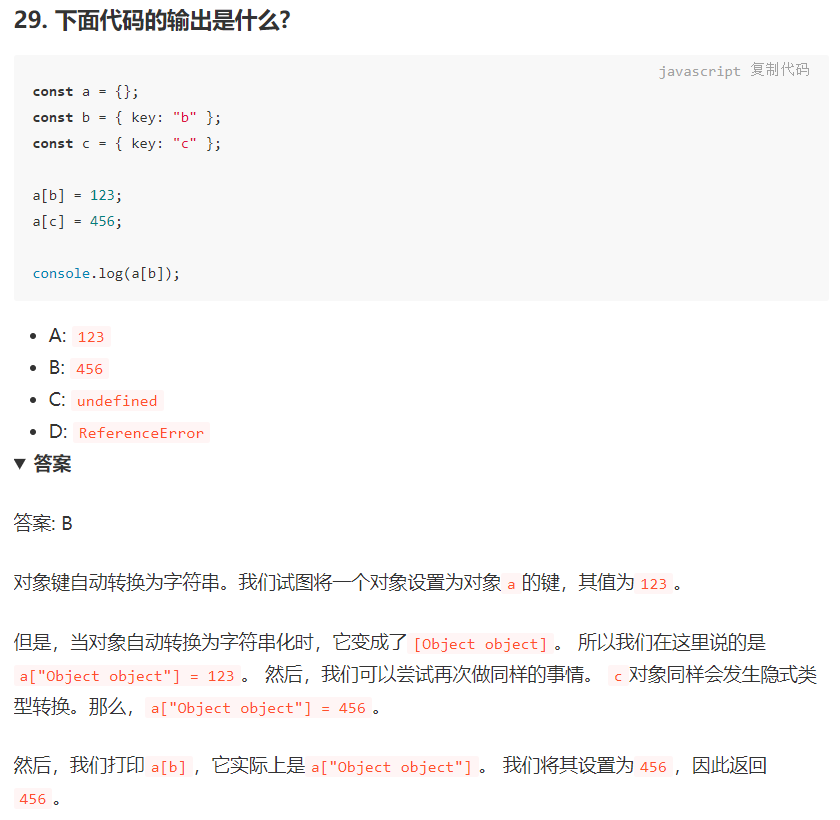 29. 下面代码的输出是什么?
javascript 复制代码
const a = {};
const b = { key: "b" };
const c = { key: "c" };
a[b] = 123;
a[c] = 456;
console.log(a[b]);
A: 123
B: 456
C: undefined
D: ReferenceError
▼ 答案
答案: B
对象键自动转换为字符串。我们试图将一个对象设置为对象 a 的键，其值为 123 。
但是，当对象自动转换为字符串化时，它变成了 [Object object] 。 所以我们在这里说的是
a["Object object"] = 123 。 然后，我们可以尝试再次做同样的事情。 c 对象同样会发生隐式类
型转换。那么， a["Object object"] = 456 。
然后，我们打印 a[b] ，它实际上是 a["Object object"] 。 我们将其设置为 456 ，因此返回
456 。